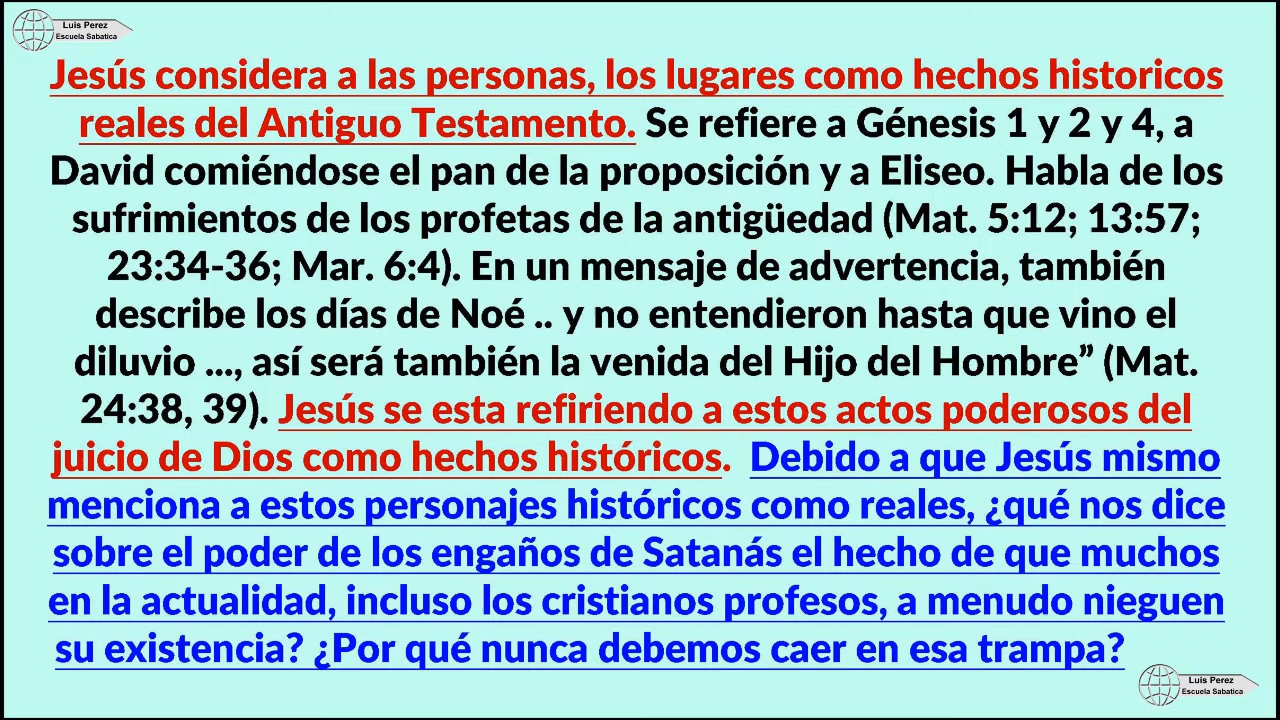 Luis Perez
Escuela Sabatica
Jesús considera a las personas, los lugares como hechos historicos
reales del Antiguo Testamento. Se refiere a Génesis 1 y 2 y 4, a
David comiéndose el pan de la proposición y a Eliseo. Habla de los
sufrimientos de los profetas de la antigüedad (Mat. 5:12; 13:57;
23:34-36; Mar. 6:4). En un mensaje de advertencia, también
describe los días de Noé .. y no entendieron hasta que vino el
diluvio ..., así será también la venida del Hijo del Hombre” (Mat.
24:38, 39). Jesús se esta refiriendo a estos actos poderosos del
juicio de Dios como hechos históricos. Debido a que Jesús mismo
menciona a estos personajes históricos como reales, ¿qué nos dice
sobre el poder de los engaños de Satanás el hecho de que muchos
en la actualidad, incluso los cristianos profesos, a menudo nieguen
su existencia? ¿Por qué nunca debemos caer en esa trampa?
Luis Perez
Escuela Sabatica